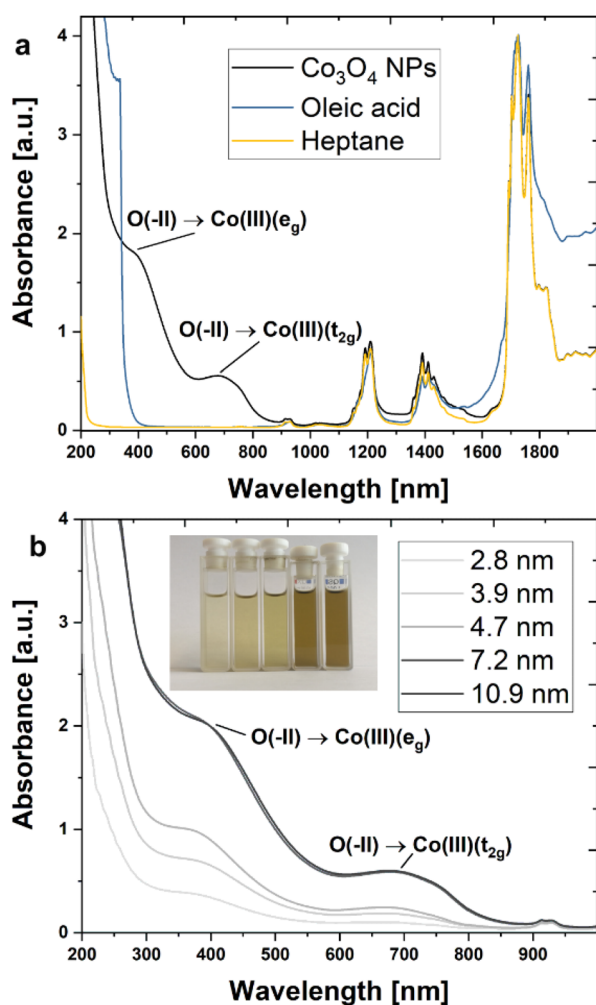 a
Co₃O₄ NPs
Oleic acid
Heptane
O(-II) → Co(III)(e_g)
O(-II) → Co(III)(t₂g)
Absorbance [a.u.]
4
3
2
1
0
200 400 600 800 1000 1200 1400 1600 1800
Wavelength [nm]
b
2.8 nm
3.9 nm
4.7 nm
7.2 nm
10.9 nm
O(-II) → Co(III)(e_g)
O(-II) → Co(III)(t₂g)
Absorbance [a.u.]
4
3
2
1
0
200 300 400 500 600 700 800 900
Wavelength [nm]